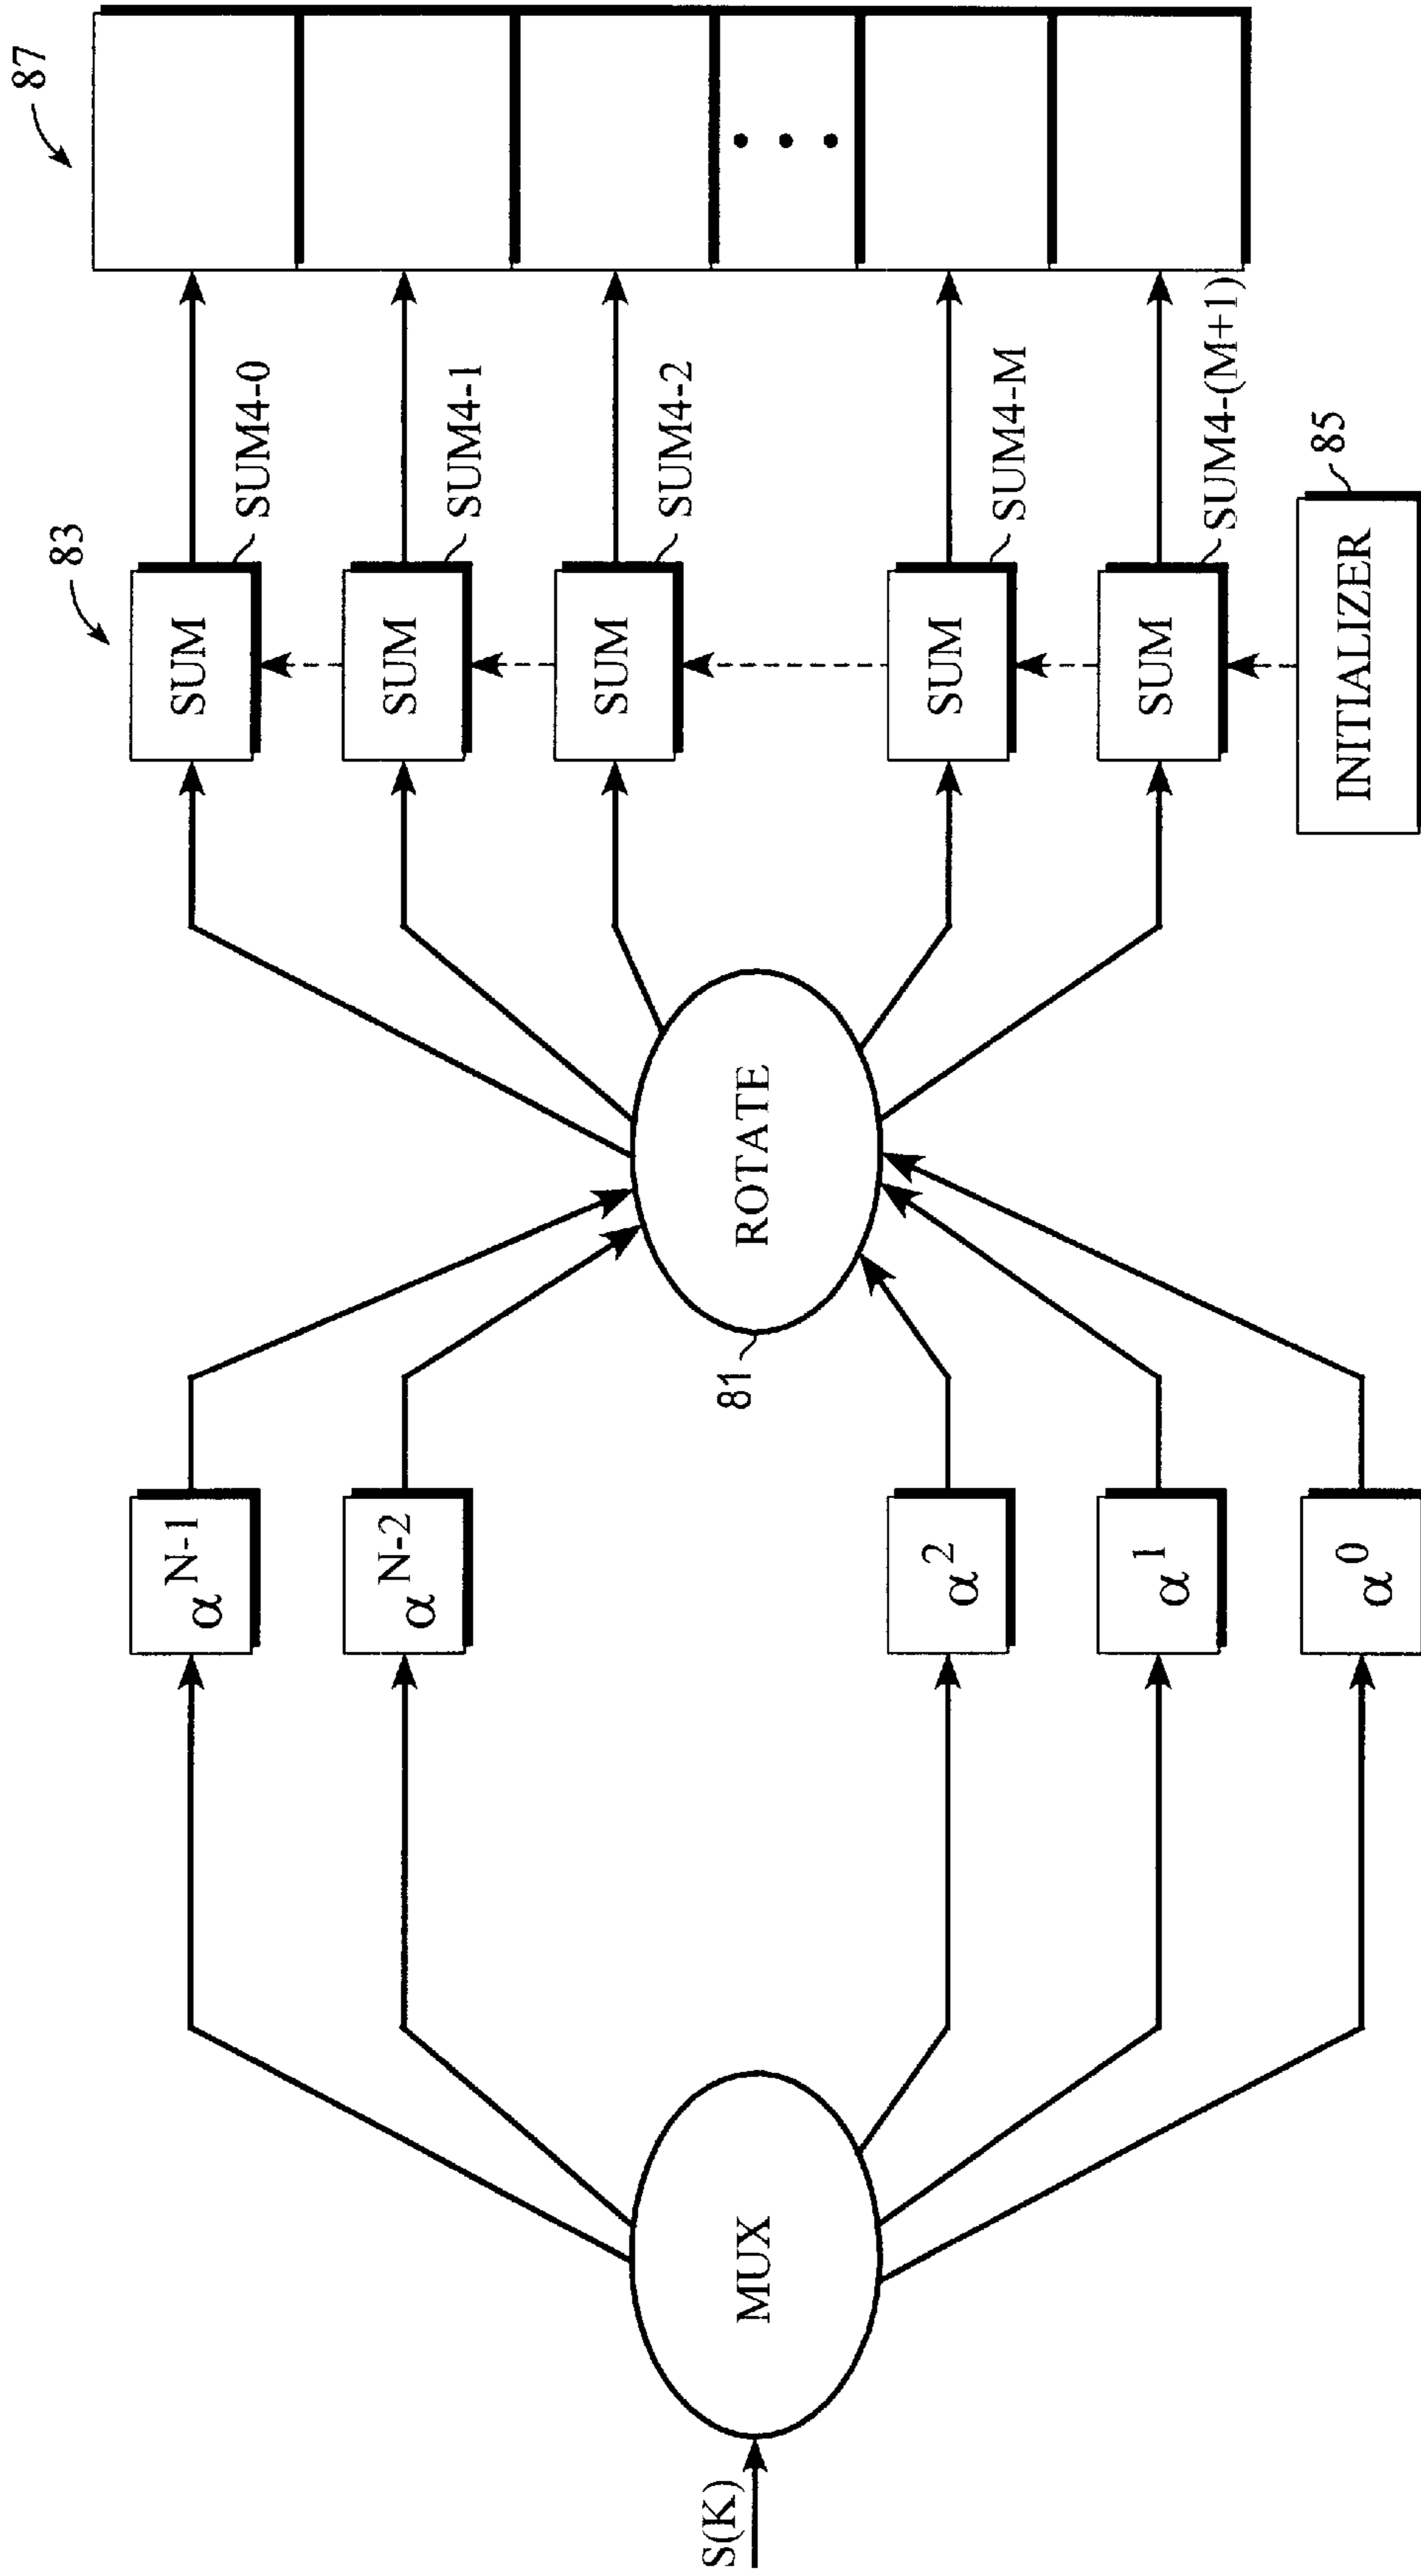 S(K)
MUX
α^N-1
α^N-2
α^2
α^1
α^0
ROTATE
81
83
SUM
SUM4-0
SUM
SUM4-1
SUM
SUM4-2
SUM
SUM4-M
SUM
SUM4-(M+1)
INITIALIZER
85
87